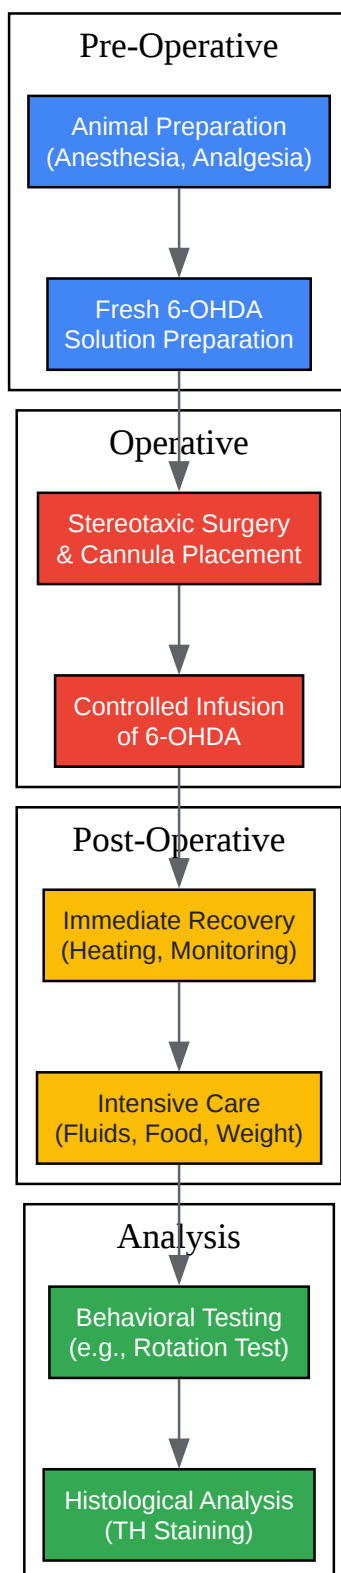 Pre-Operative
Animal Preparation
(Anesthesia, Analgesia)
Fresh 6-OHDA
Solution Preparation
Operative
Stereotaxic Surgery
& Cannula Placement
Controlled Infusion
of 6-OHDA
Post-Operative
Immediate Recovery
(Heating, Monitoring)
Intensive Care
(Fluids, Food, Weight)
Analysis
Behavioral Testing
(e.g., Rotation Test)
Histological Analysis
(TH Staining)